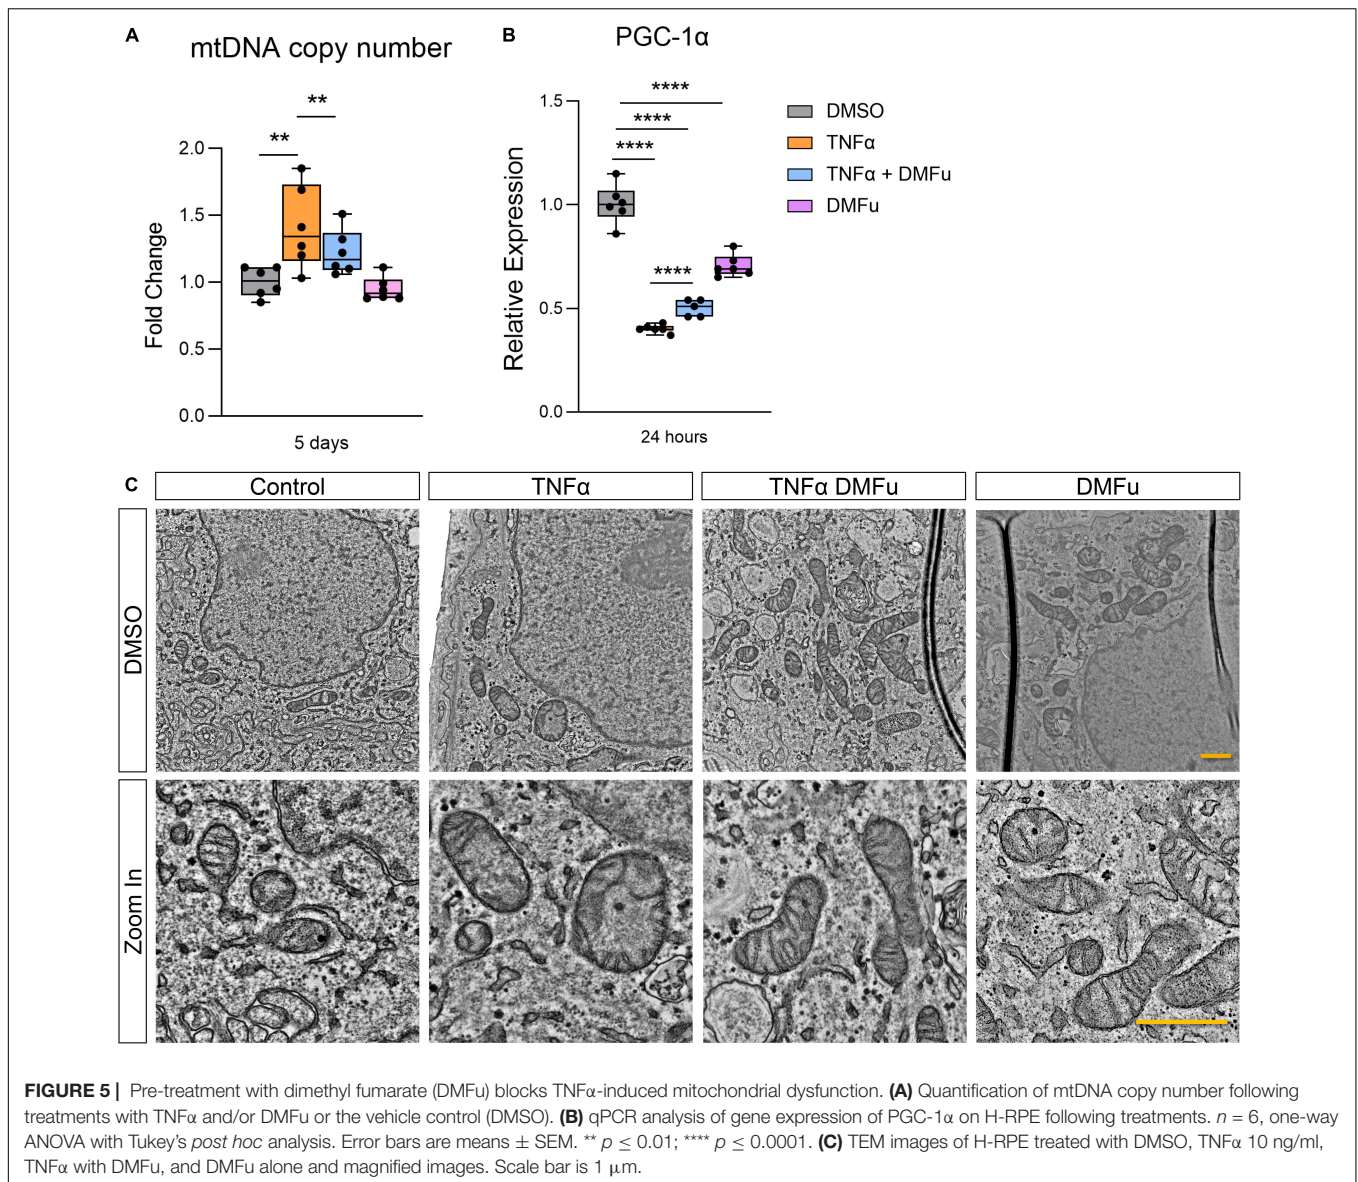 A
mtDNA copy number
**
**
2.0
1.5
1.0
0.5
0.0
Fold Change
5 days
B
PGC-1α
****
****
****
****
1.5
1.0
0.5
0.0
Relative Expression
24 hours
DMSO
TNFα
TNFα + DMFu
DMFu
C
Control
TNFα
TNFα DMFu
DMFu
DMSO
Zoom In
FIGURE 5 | Pre-treatment with dimethyl fumarate (DMFu) blocks TNFα-induced mitochondrial dysfunction. (A) Quantification of mtDNA copy number following
treatments with TNFα and/or DMFu or the vehicle control (DMSO). (B) qPCR analysis of gene expression of PGC-1α on H-RPE following treatments. n = 6, one-way
ANOVA with Tukey's post hoc analysis. Error bars are means ± SEM. ** p ≤ 0.01; **** p ≤ 0.0001. (C) TEM images of H-RPE treated with DMSO, TNFα 10 ng/ml,
TNFα with DMFu, and DMFu alone and magnified images. Scale bar is 1 μm.